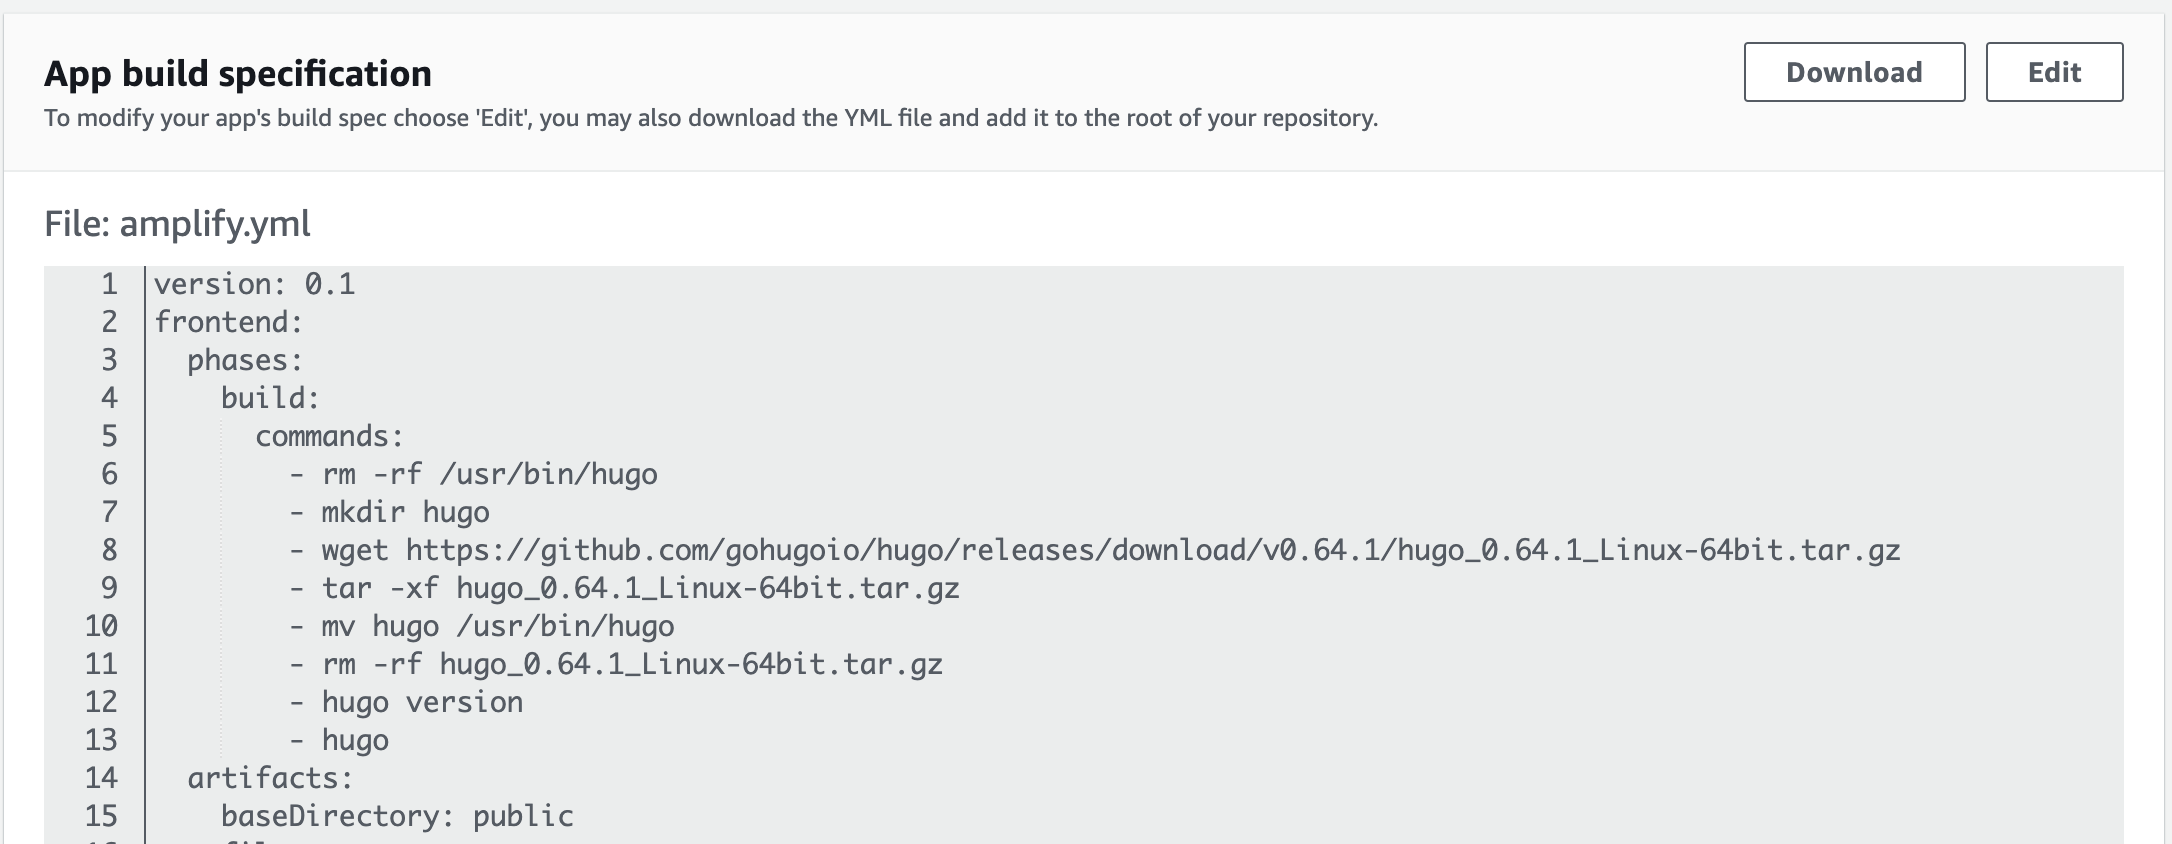 App build specification
Download
Edit
To modify your app's build spec choose 'Edit', you may also download the YML file and add it to the root of your repository.
File: amplify.yml
1 version: 0.1
2 frontend:
3   phases:
4     build:
5       commands:
6         - rm -rf /usr/bin/hugo
7         - mkdir hugo
8         - wget https://github.com/gohugoio/hugo/releases/download/v0.64.1/hugo_0.64.1_Linux-64bit.tar.gz
9         - tar -xf hugo_0.64.1_Linux-64bit.tar.gz
10         - mv hugo /usr/bin/hugo
11         - rm -rf hugo_0.64.1_Linux-64bit.tar.gz
12         - hugo version
13         - hugo
14   artifacts:
15     baseDirectory: public